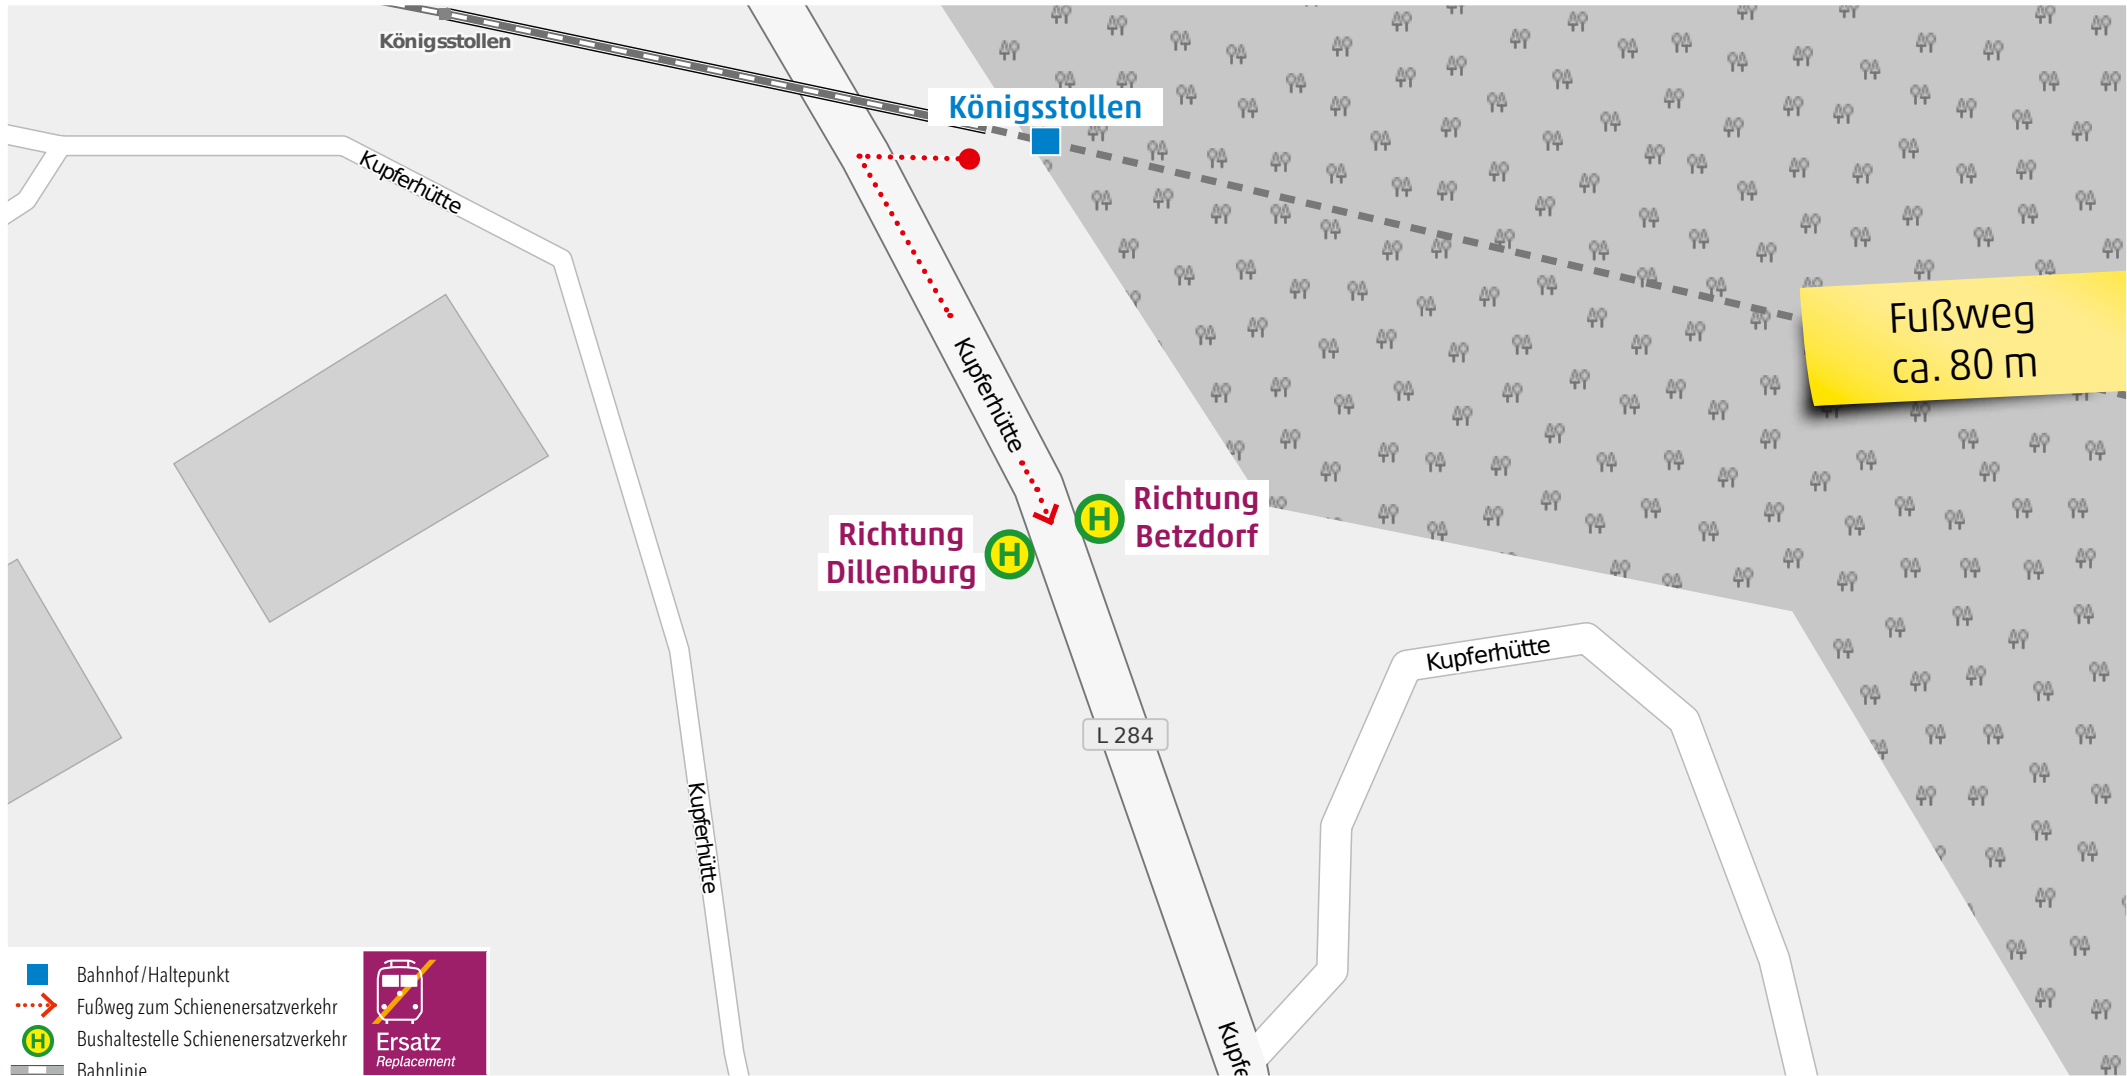 Königsstollen
Königsstollen
Kupferhütte
Fußweg
ca. 80 m
Kupferhütte
Richtung
Betzdorf
Richtung
Dillenburg
H
H
Kupferhütte
L 284
Kupferhütte
Kupfe
Bahnhof/Haltepunkt
Fußweg zum Schienenersatzverkehr
H
Bushaltestelle Schienenersatzverkehr
Bahnlinie
Ersatz
Replacement